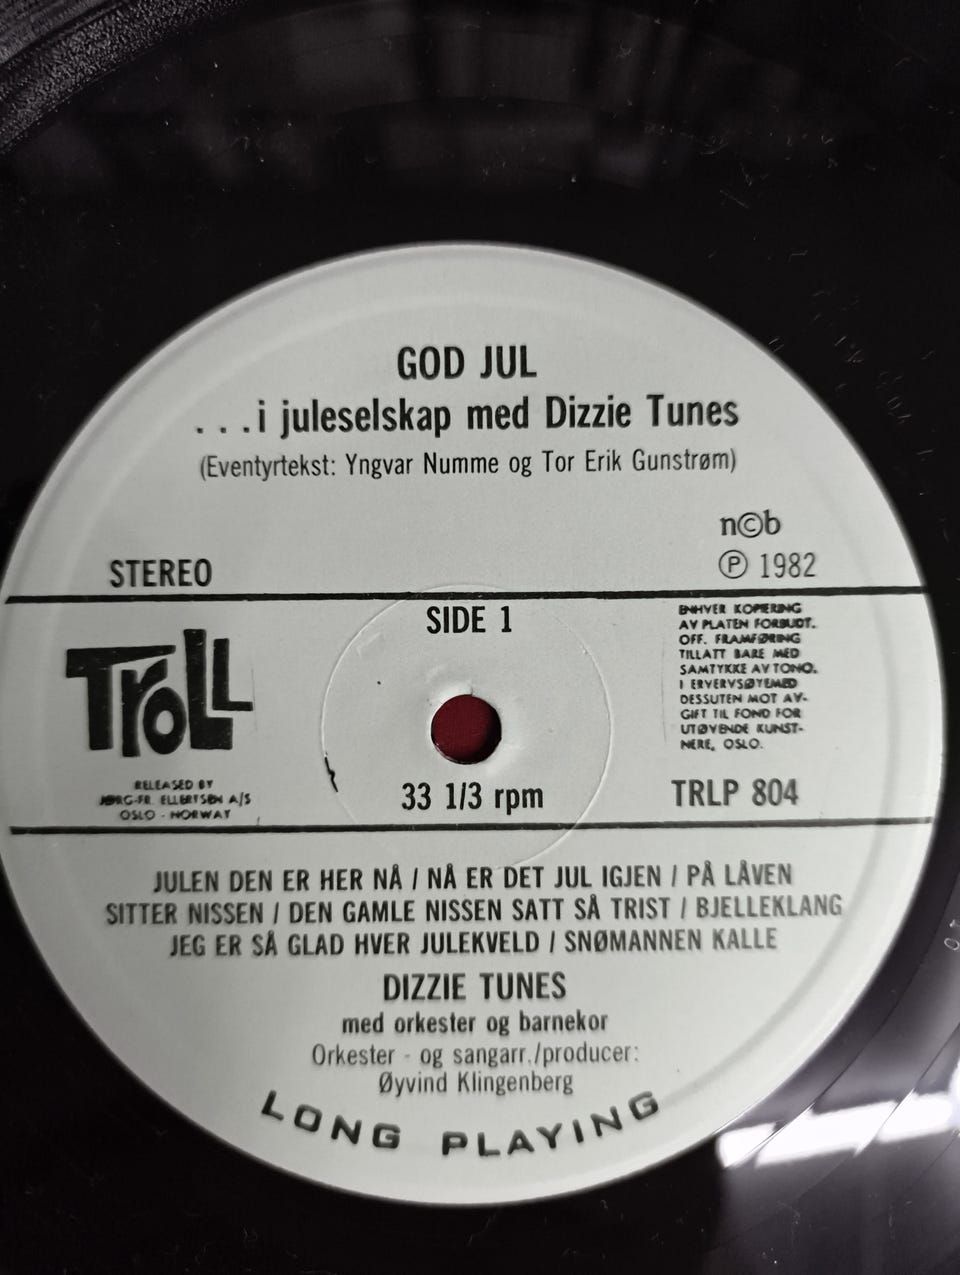 GOD JUL
. . .i juleselskap med Dizzie Tunes
(Eventyrtekst: Yngvar Numme og Tor Erik Gunstrøm)
n©b
STEREO
Ⓟ 1982
SIDE 1
ENHVER KOPIERING
AV PLATEN FORBUDT.
OFF. FRAMFØRING
TILLATT BARE MED
SAMTYKKE AV TONO.
I ERVERVSØYEMED
DESSUTEN MOT AV-
GIFT TIL FOND FOR
UTØVENDE KUNST-
NERE, OSLO.
TROLL
RELEASED BY
JØRG-FR. ELLERTSEN A/S
OSLO - NORWAY
33 1/3 rpm
TRLP 804
JULEN DEN ER HER NÅ / NÅ ER DET JUL IGJEN / PÅ LÅVEN
SITTER NISSEN / DEN GAMLE NISSEN SATT SÅ TRIST / BJELLEKLANG
JEG ER SÅ GLAD HVER JULEKVELD / SNØMANNEN KALLE
DIZZIE TUNES
med orkester og barnekor
Orkester - og sangarr./producer:
Øyvind Klingenberg
LONG PLAYING